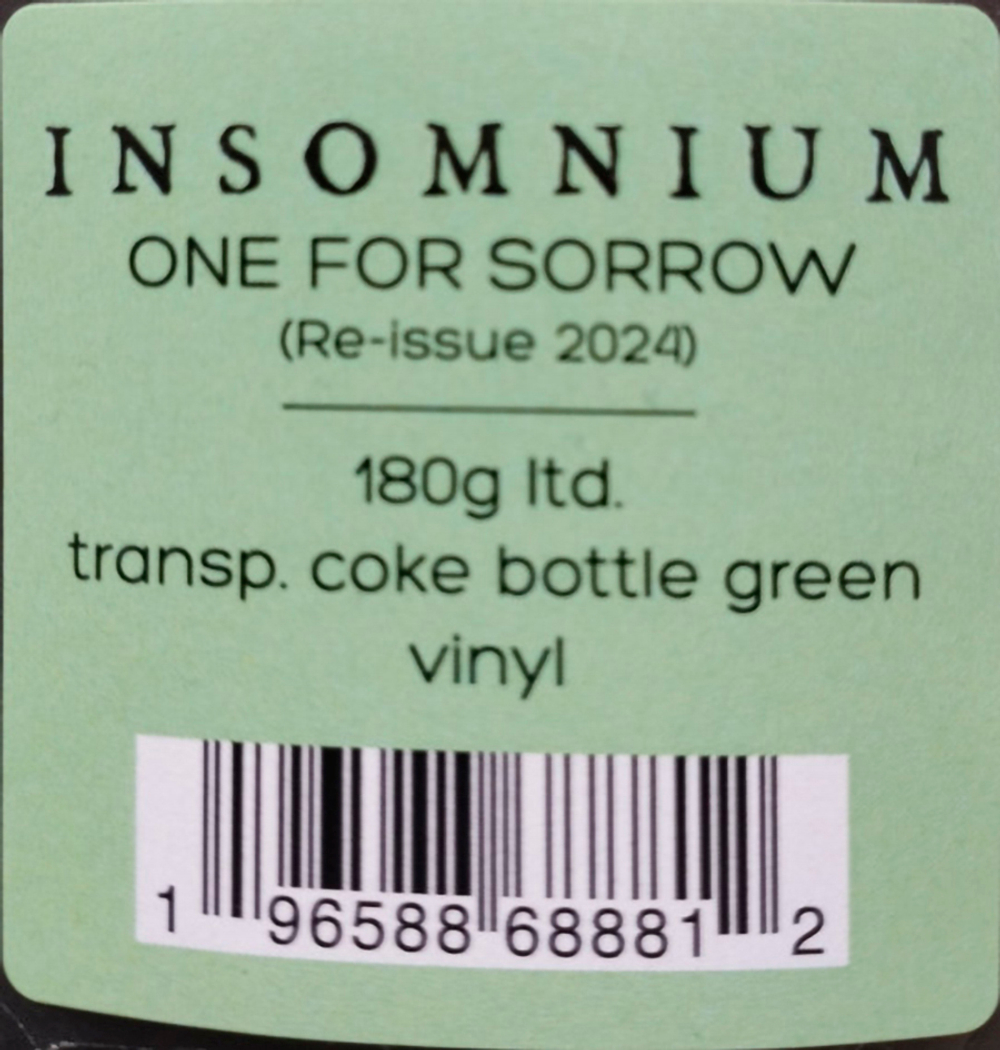 INSOMNIUM
ONE FOR SORROW
(Re-issue 2024)
180g ltd.
transp. coke bottle green
vinyl
1 96588 68881 2